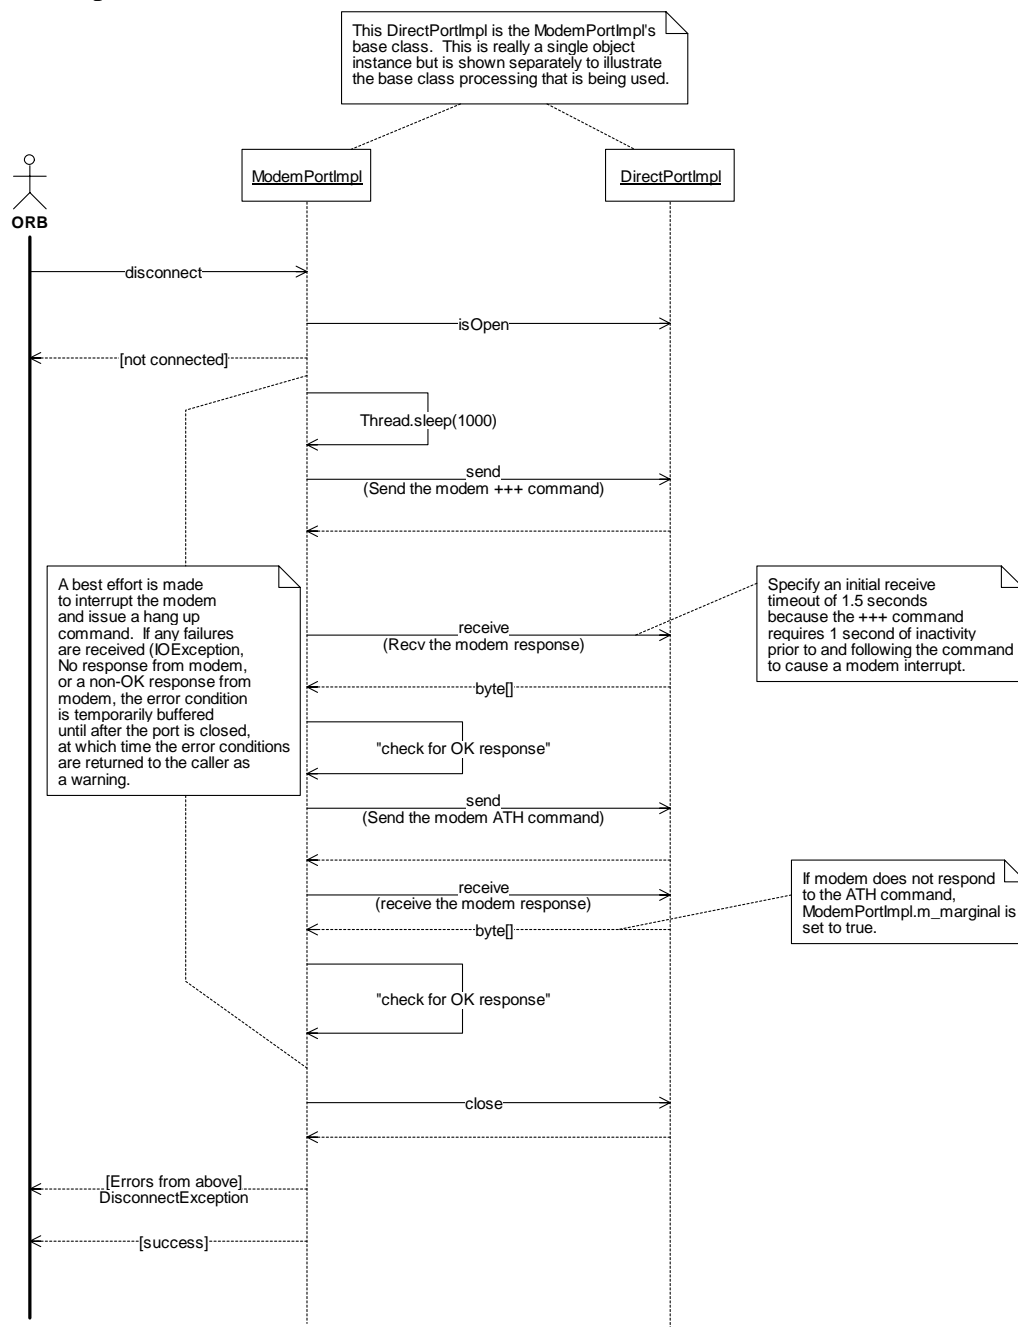 This DirectPortImpl is the ModemPortImpl's
base class.  This is really a single object
instance but is shown separately to illustrate
the base class processing that is being used.
ModemPortImpl
DirectPortImpl
ORB
disconnect
isOpen
[not connected]
Thread.sleep(1000)
send
(Send the modem +++ command)
A best effort is made
to interrupt the modem
and issue a hang up
command.  If any failures
are received (IOException,
No response from modem,
or a non-OK response from
modem, the error condition
is temporarily buffered
until after the port is closed,
at which time the error conditions
are returned to the caller as
a warning.
Specify an initial receive
timeout of 1.5 seconds
because the +++ command
requires 1 second of inactivity
prior to and following the command
to cause a modem interrupt.
receive
(Recv the modem response)
byte[]
"check for OK response"
send
(Send the modem ATH command)
receive
(receive the modem response)
If modem does not respond
to the ATH command,
ModemPortImpl.m_marginal is
set to true.
byte[]
"check for OK response"
close
[Errors from above]
DisconnectException
[success]